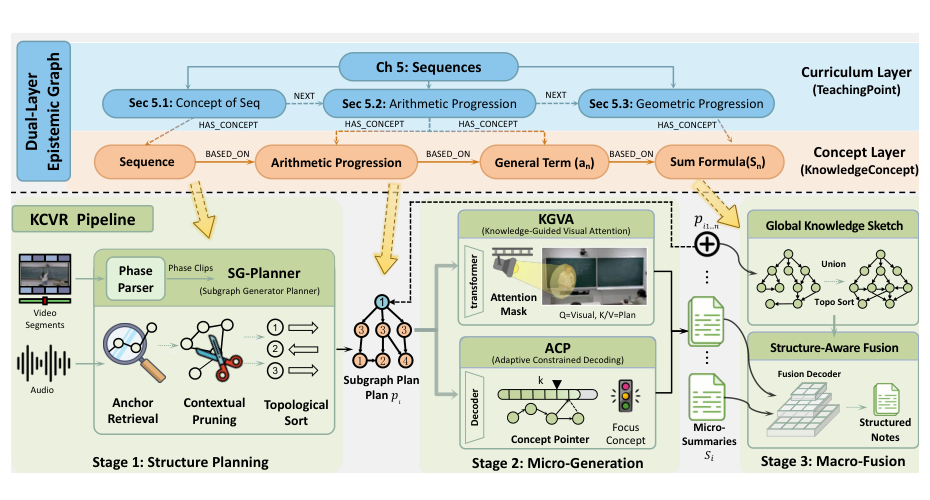 Dual-Layer
Epistemic Graph
Ch 5: Sequences
Sec 5.1: Concept of Seq
NEXT
Sec 5.2: Arithmetic Progression
NEXT
Sec 5.3: Geometric Progression
Curriculum Layer
(TeachingPoint)
HAS_CONCEPT
HAS_CONCEPT
HAS_CONCEPT
HAS_CONCEPT
Sequence
BASED_ON
Arithmetic Progression
BASED_ON
General Term (aₙ)
BASED_ON
Sum Formula(Sₙ)
Concept Layer
(KnowledgeConcept)
KCVR Pipeline
Video
Segments
Audio
Phase
Parser
Phase Clips
SG-Planner
(Subgraph Generator Planner)
1
2
3
Anchor
Retrieval
Contextual
Pruning
Topological
Sort
Stage 1: Structure Planning
1
3 3 3
1 2 4
Subgraph Plan
Plan pᵢ
KGVA
(Knowledge-Guided Visual Attention)
transformer
Attention
Mask
Q=Visual, K/V=Plan
ACP
(Adaptive Constrained Decoding)
Decoder
k
Concept Pointer
Focus
Concept
Stage 2: Micro-Generation
pᵢ₁..ₙ
Micro-
Summaries
Sᵢ
Global Knowledge Sketch
Union
Topo Sort
Structure-Aware Fusion
Fusion Decoder
Structured
Notes
Stage 3: Macro-Fusion